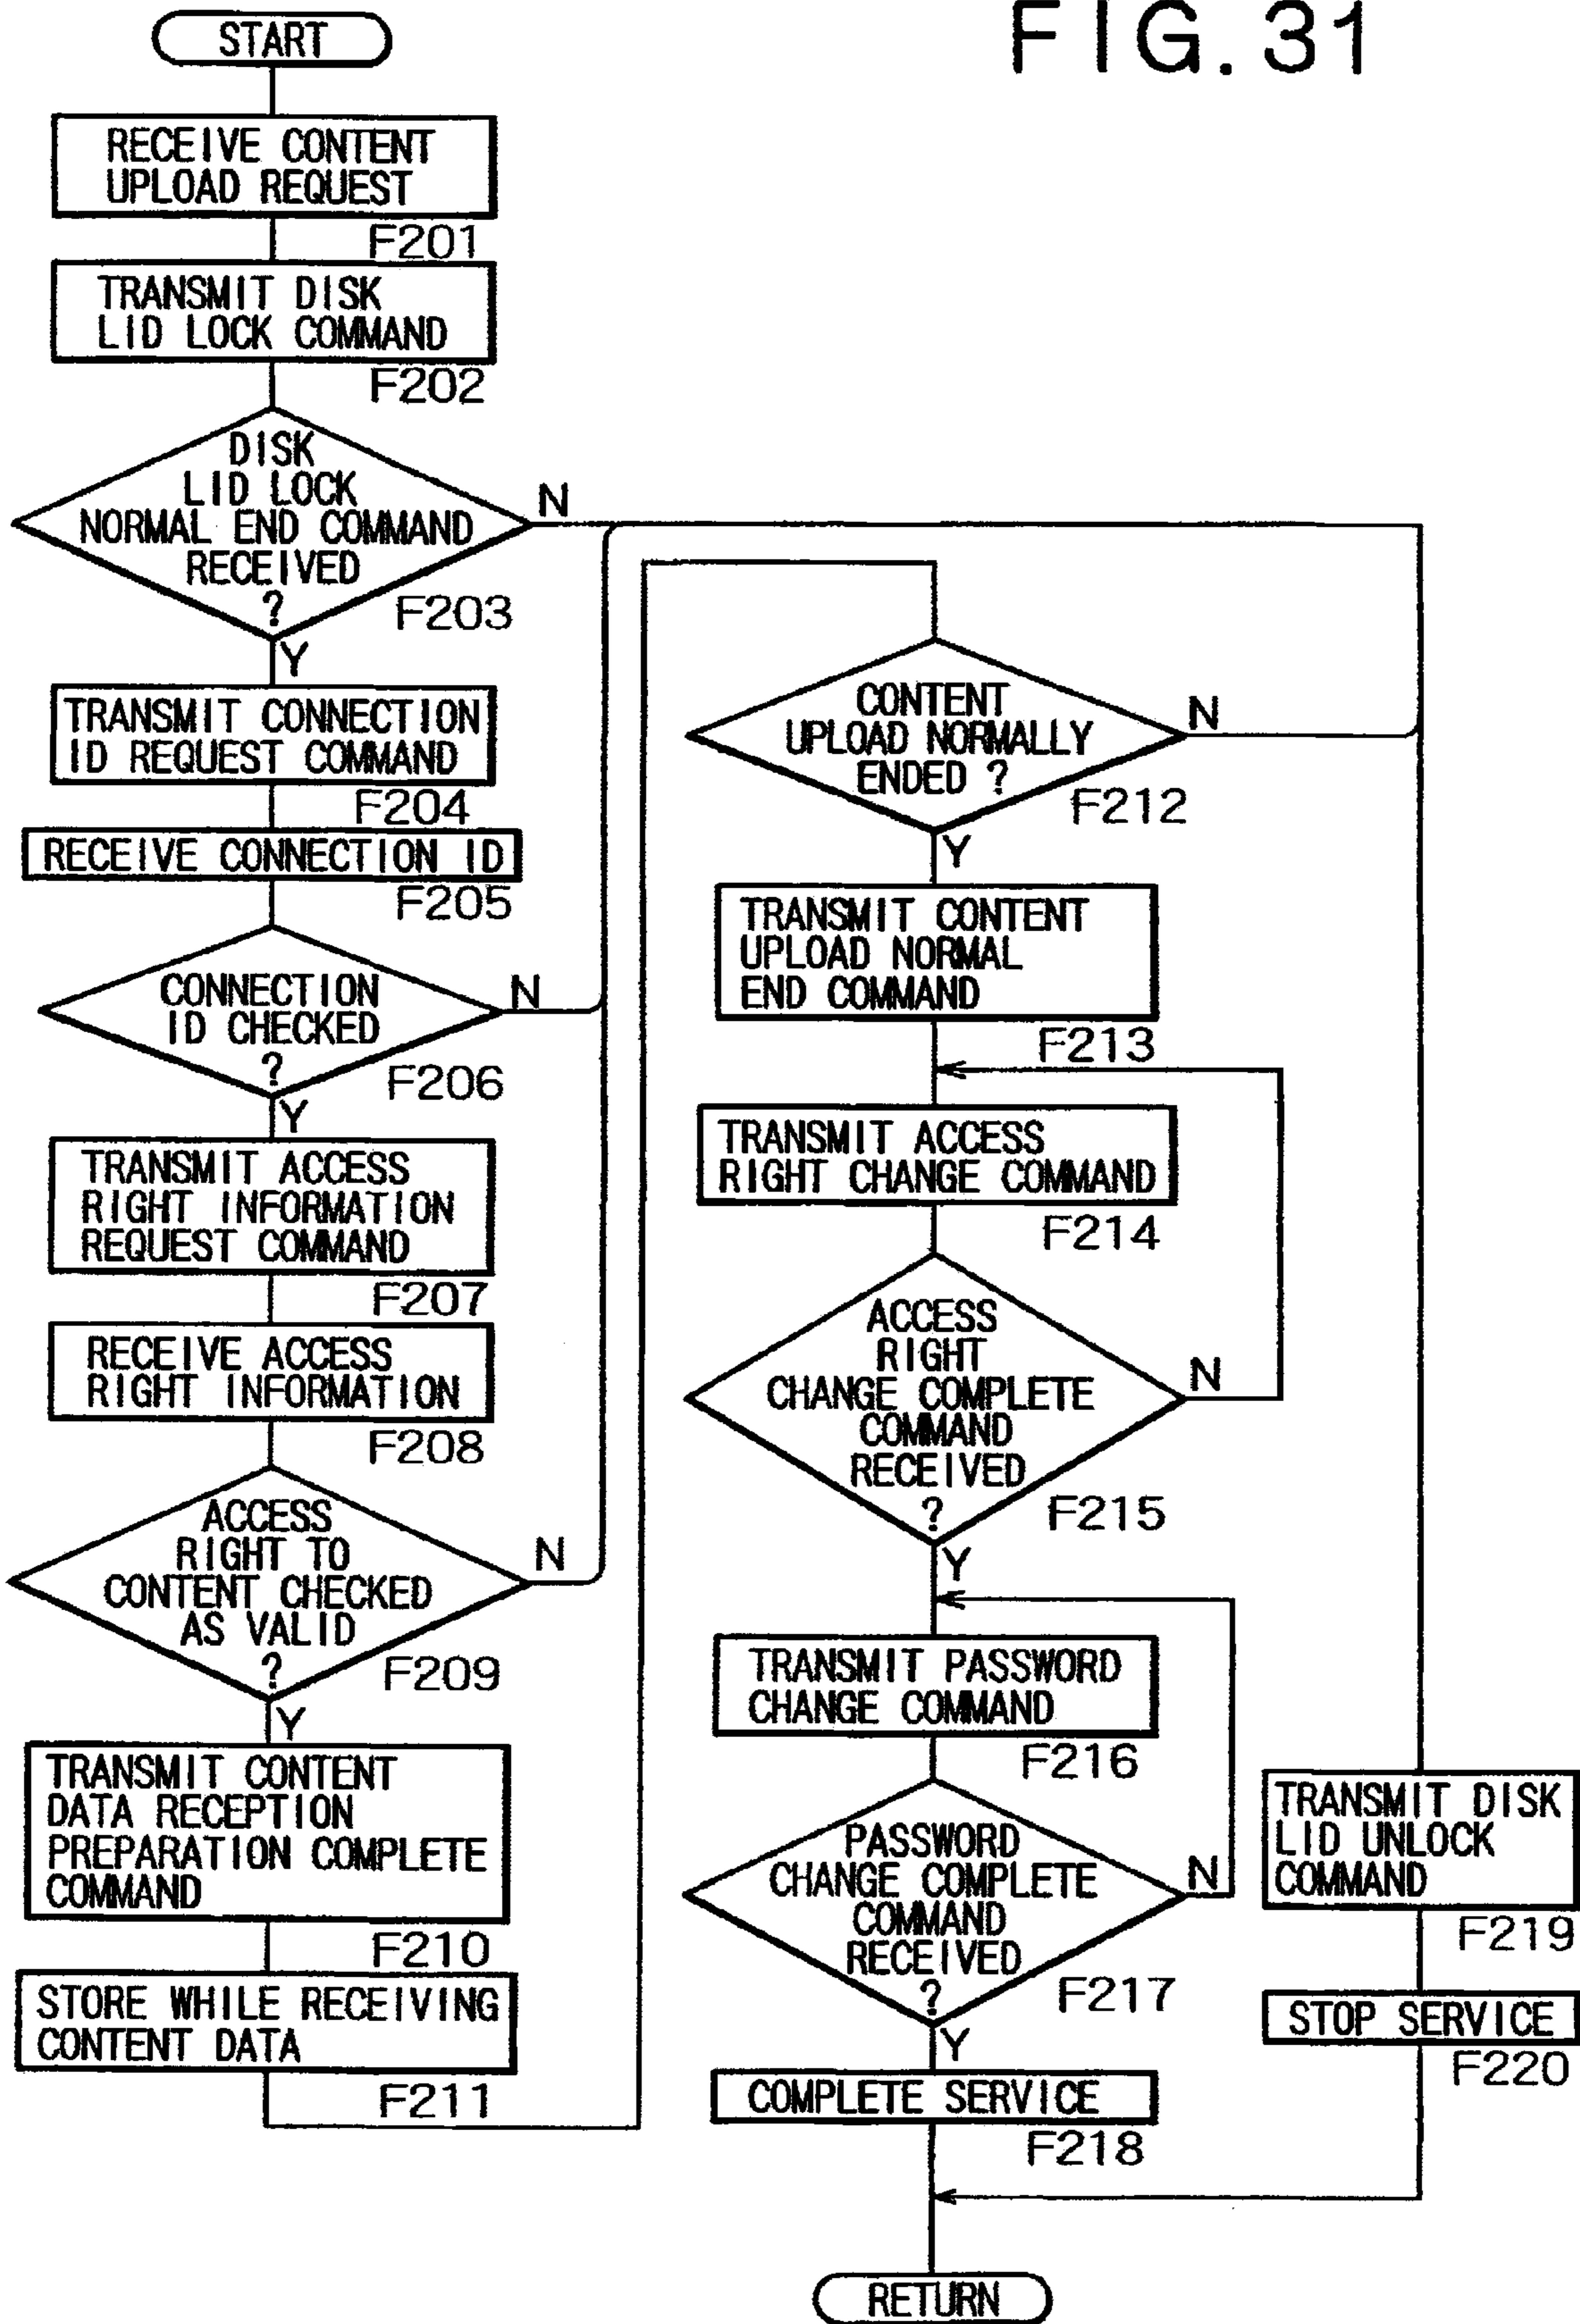 FIG.31
START
RECEIVE CONTENT
UPLOAD REQUEST
F201
TRANSMIT DISK
LID LOCK COMMAND
F202
DISK
LID LOCK
NORMAL END COMMAND
RECEIVED
?
N
F203
Y
TRANSMIT CONNECTION
ID REQUEST COMMAND
F204
RECEIVE CONNECTION ID
F205
CONNECTION
ID CHECKED
?
N
F206
Y
TRANSMIT ACCESS
RIGHT INFORMATION
REQUEST COMMAND
F207
RECEIVE ACCESS
RIGHT INFORMATION
F208
ACCESS
RIGHT TO
CONTENT CHECKED
AS VALID
?
N
F209
Y
TRANSMIT CONTENT
DATA RECEPTION
PREPARATION COMPLETE
COMMAND
F210
STORE WHILE RECEIVING
CONTENT DATA
F211
CONTENT
UPLOAD NORMALLY
ENDED ?
N
F212
Y
TRANSMIT CONTENT
UPLOAD NORMAL
END COMMAND
F213
TRANSMIT ACCESS
RIGHT CHANGE COMMAND
F214
ACCESS
RIGHT
CHANGE COMPLETE
COMMAND
RECEIVED
?
N
F215
Y
TRANSMIT PASSWORD
CHANGE COMMAND
F216
PASSWORD
CHANGE COMPLETE
COMMAND
RECEIVED
?
N
F217
Y
COMPLETE SERVICE
F218
TRANSMIT DISK
LID UNLOCK
COMMAND
F219
STOP SERVICE
F220
RETURN